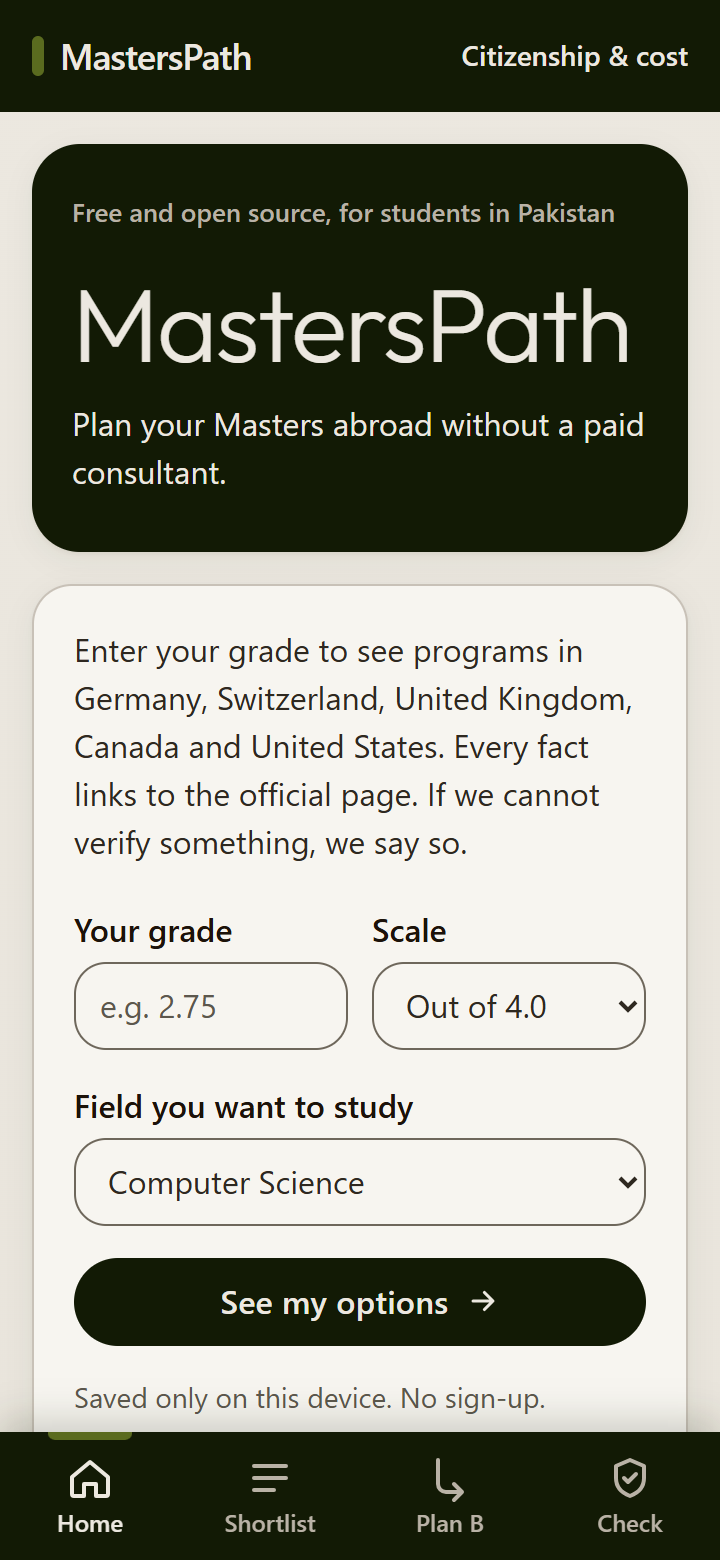 MastersPath
Citizenship & cost
Free and open source, for students in Pakistan
MastersPath
Plan your Masters abroad without a paid
consultant.
Enter your grade to see programs in
Germany, Switzerland, United Kingdom,
Canada and United States. Every fact
links to the official page. If we cannot
verify something, we say so.
Your grade
Scale
e.g. 2.75
Out of 4.0
Field you want to study
Computer Science
See my options
Saved only on this device. No sign-up.
Home
Shortlist
Plan B
Check